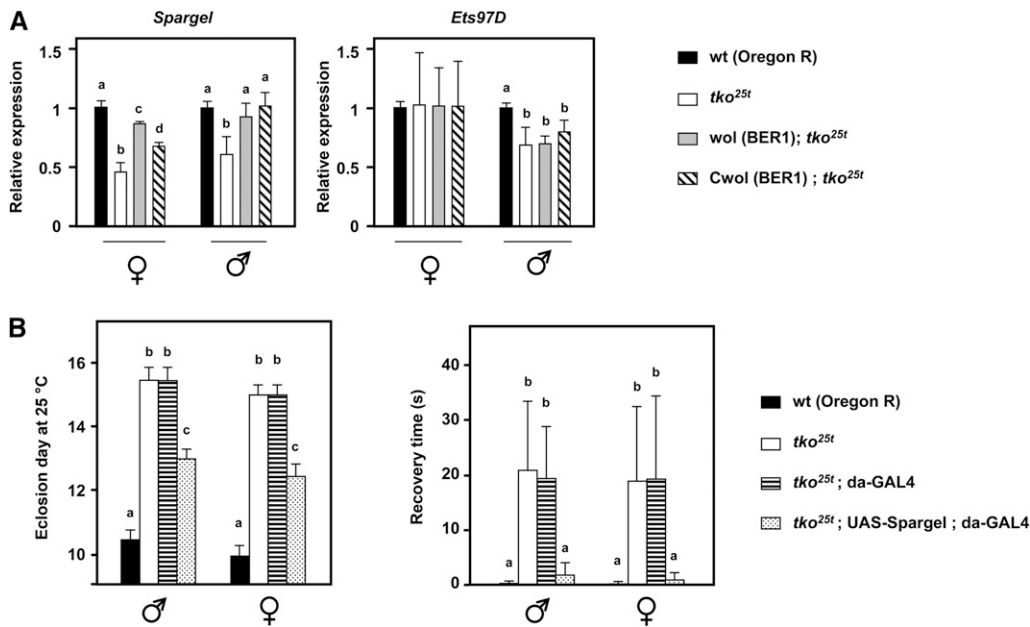 A
Spargel
Ets97D
Relative expression
1.5
1
0.5
0
a
b
c
d
a
b
a
a
♀
♂
Relative expression
1.5
1
0.5
0
a
b
b
b
♀
♂
wt (Oregon R)
tko25t
wol (BER1); tko25t
Cwol (BER1) ; tko25t
B
Eclosion day at 25 °C
16
14
12
10
a
b
b
c
a
b
b
c
♂
♀
Recovery time (s)
40
30
20
10
0
a
b
b
a
a
b
b
a
♂
♀
wt (Oregon R)
tko25t
tko25t ; da-GAL4
tko25t ; UAS-Spargel ; da-GAL4